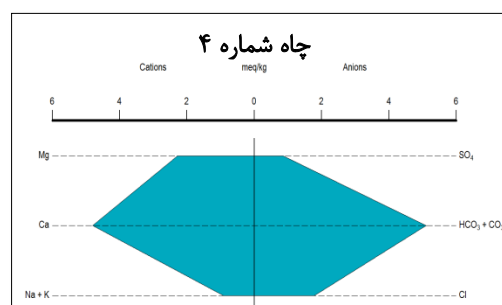 چاه شماره ۴
Cations meq/kg Anions
6 4 2 0 2 4 6
Mg SO₄
Ca HCO₃ + CO₃
Na + K Cl